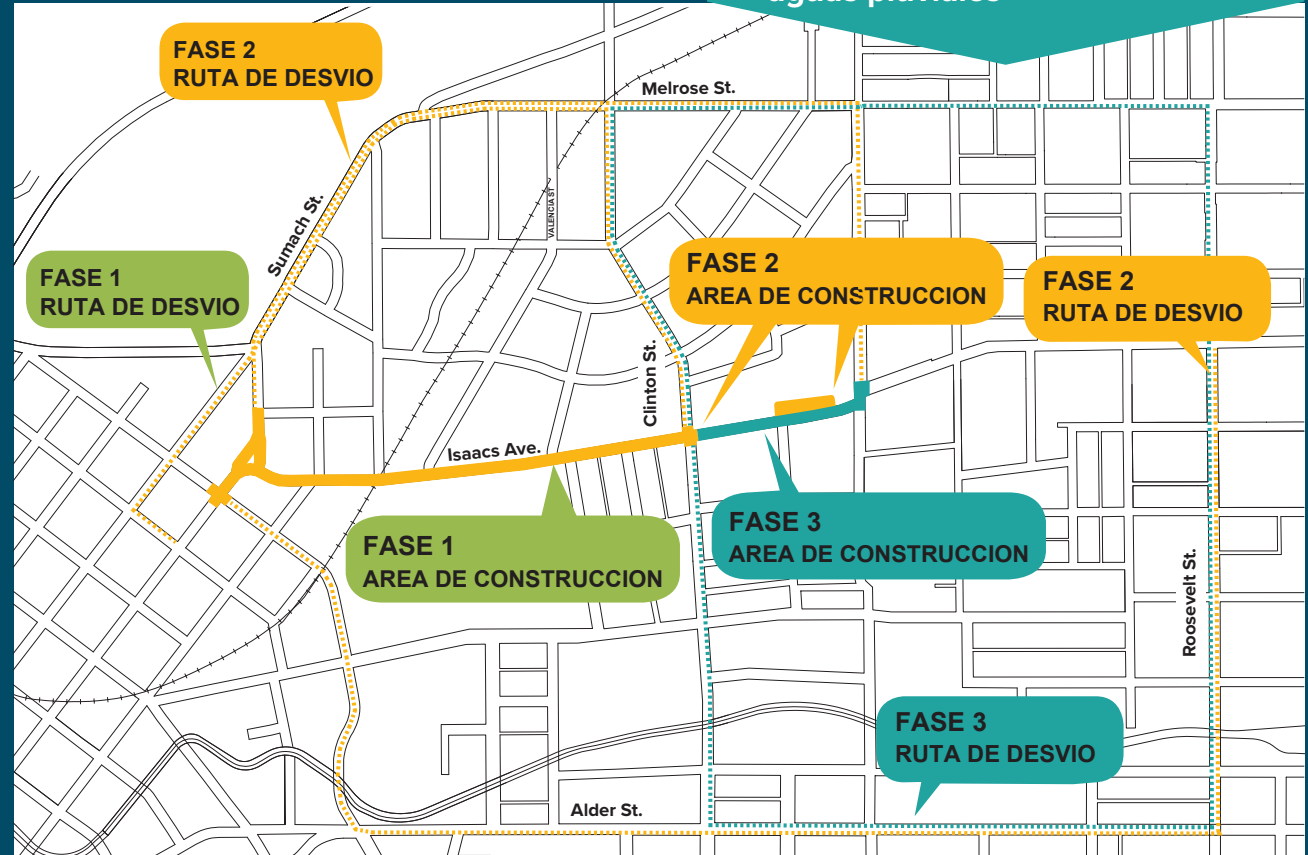 FASE 2
RUTA DE DESVIO
Melrose St.
VALENCIA ST
Sumach St.
FASE 1
RUTA DE DESVIO
FASE 2
AREA DE CONSTRUCCION
FASE 2
RUTA DE DESVIO
Clinton St.
Isaacs Ave.
FASE 1
AREA DE CONSTRUCCION
FASE 3
AREA DE CONSTRUCCION
Roosevelt St.
FASE 3
RUTA DE DESVIO
Alder St.